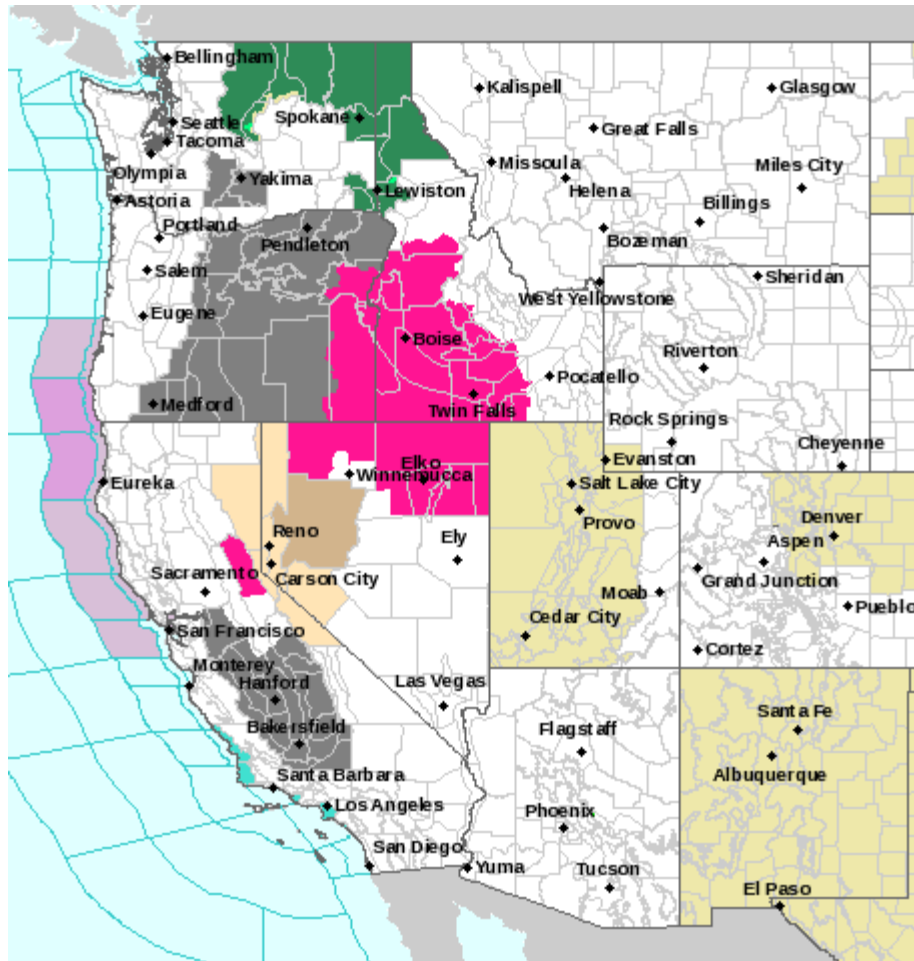 Bellingham
Kalispell
Glasgow
Seattle
Spokane
Great Falls
Tacoma
Olympia
Missoula
Miles City
Yakima
Helena
Lewiston
Astoria
Billings
Portland
Pendleton
Bozeman
Salem
Sheridan
West Yellowstone
Eugene
Boise
Riverton
Pocatello
Medford
Twin Falls
Rock Springs
Cheyenne
Elko
Evanston
Winnemucca
Eureka
Salt Lake City
Provo
Denver
Reno
Ely
Aspen
Sacramento
Carson City
Grand Junction
Moab
Pueblo
San Francisco
Cedar City
Cortez
Monterey
Hanford
Las Vegas
Santa Fe
Bakersfield
Flagstaff
Albuquerque
Santa Barbara
Los Angeles
Phoenix
San Diego
Yuma
Tucson
El Paso